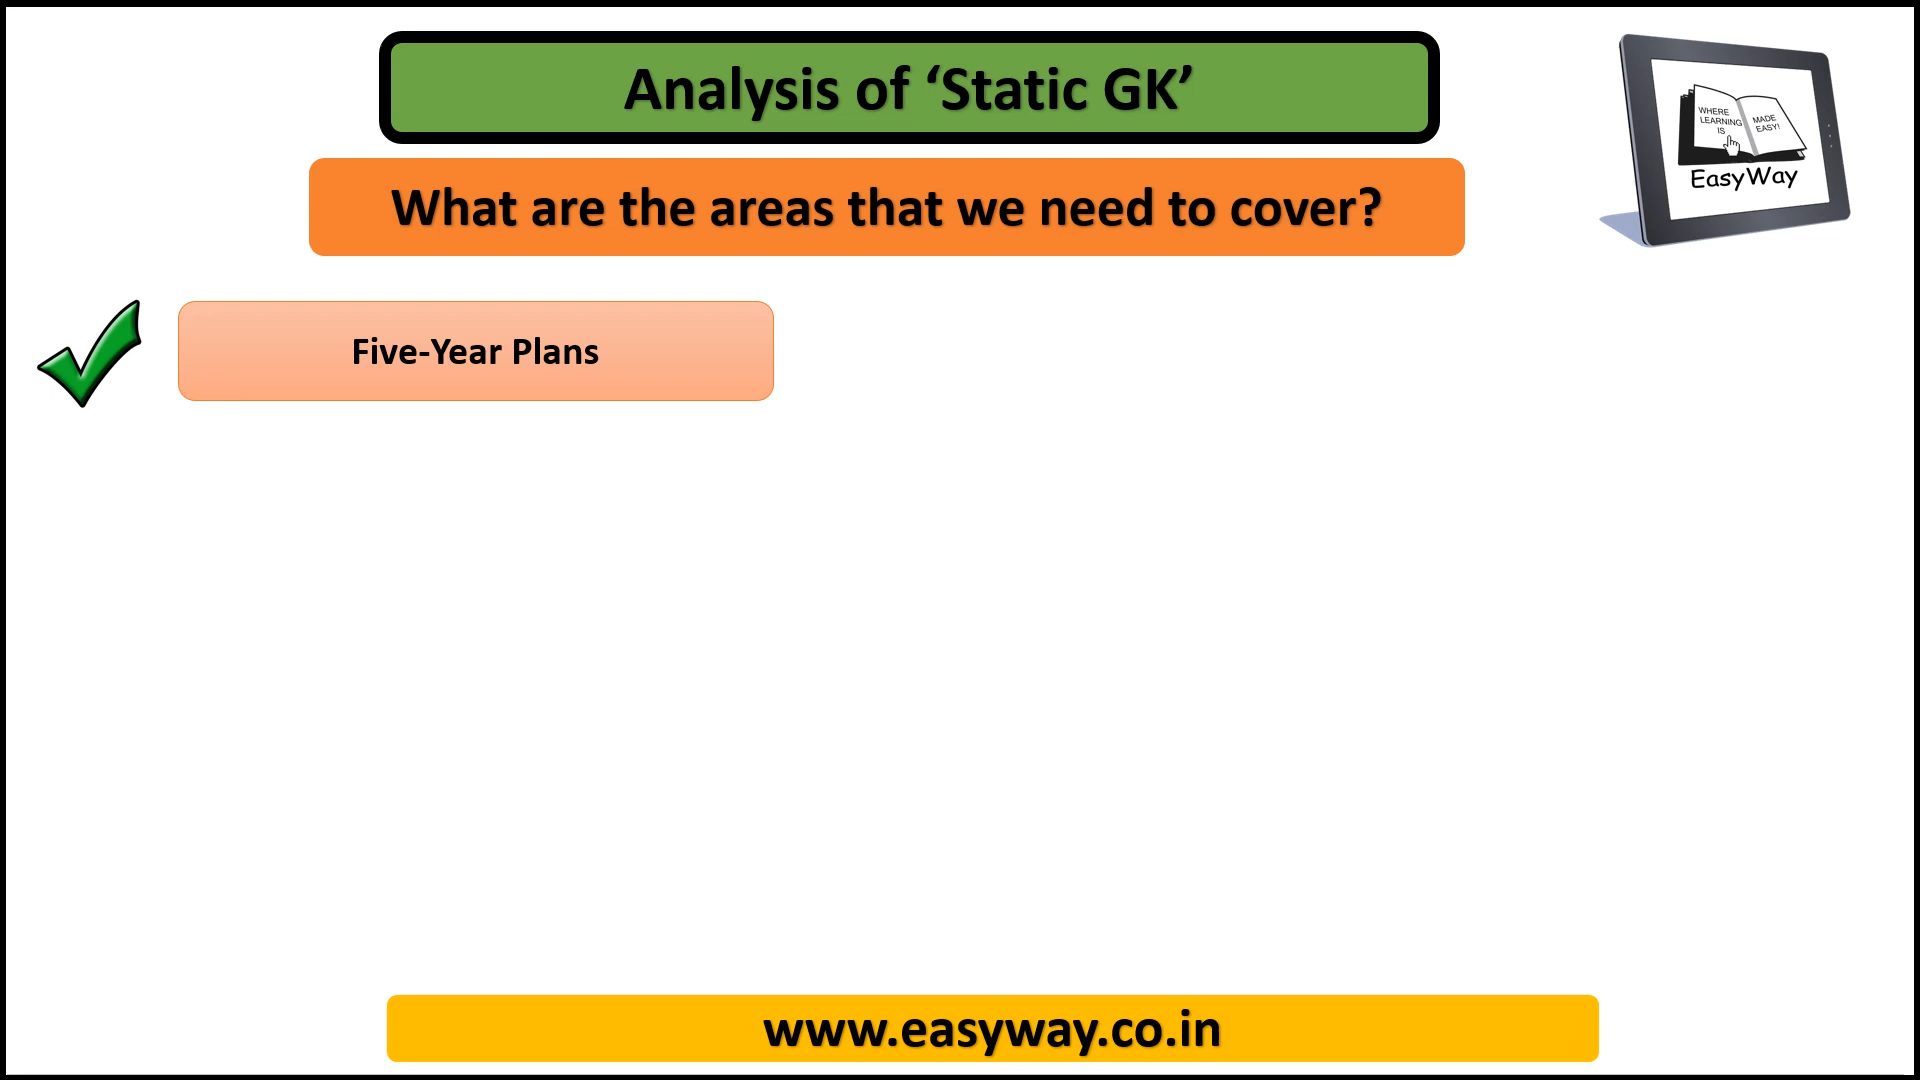 Analysis of ‘Static GK’
What are the areas that we need to cover?
WHERE
LEARNING
IS
MADE
EASY!
EasyWay
Five-Year Plans
www.easyway.co.in